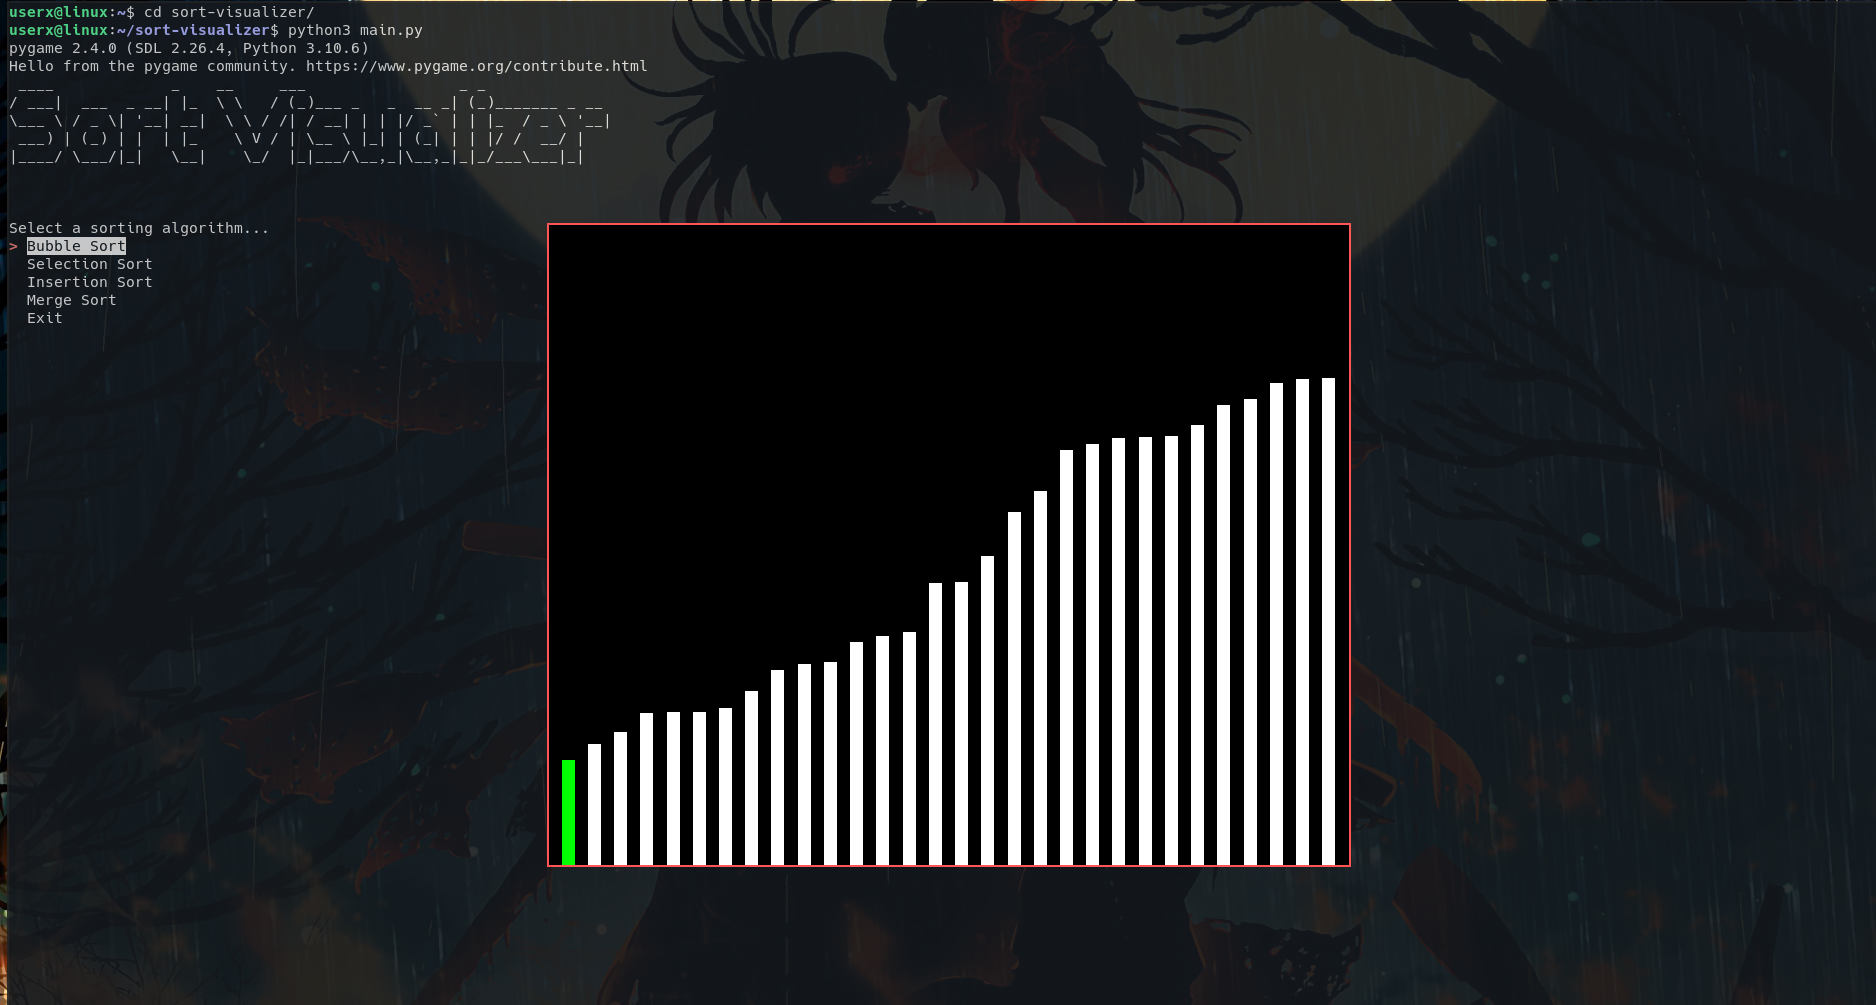 userx@linux:~$ cd sort-visualizer/
userx@linux:~/sort-visualizer$ python3 main.py
pygame 2.4.0 (SDL 2.26.4, Python 3.10.6)
Hello from the pygame community. https://www.pygame.org/contribute.html
Sort Visualizer
Select a sorting algorithm...
> Bubble Sort
Selection Sort
Insertion Sort
Merge Sort
Exit